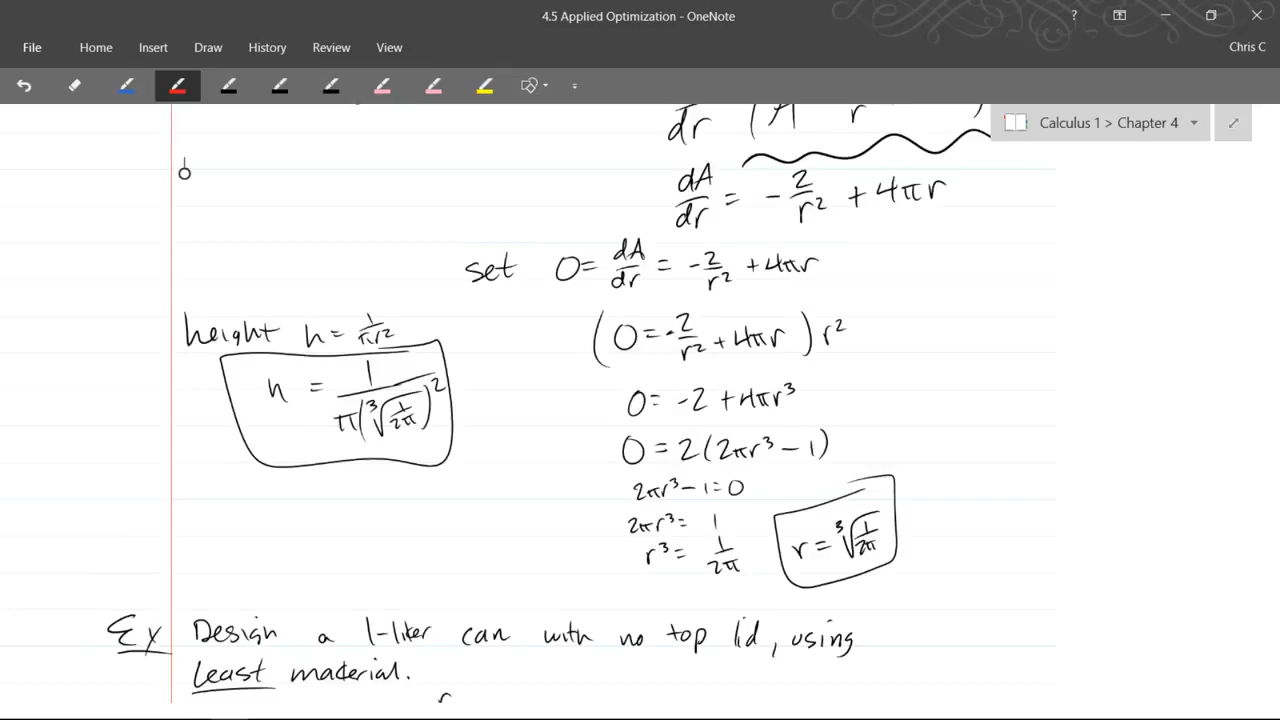 4.5 Applied Optimization - OneNote
File Home Insert Draw History Review View
Chris C
Calculus 1 > Chapter 4
dr (A r )
dA/dr = -2/r² + 4πr
set 0 = dA/dr = -2/r² + 4πr
height h = 1/πr²
(0 = -2/r² + 4πr) r²
h = 1/π(∛(1/2π))²
0 = -2 + 4πr³
0 = 2(2πr³ - 1)
2πr³ - 1 = 0
2πr³ = 1
r³ = 1/2π
r = ∛(1/2π)
Ex Design a 1-liter can with no top lid, using
least material.